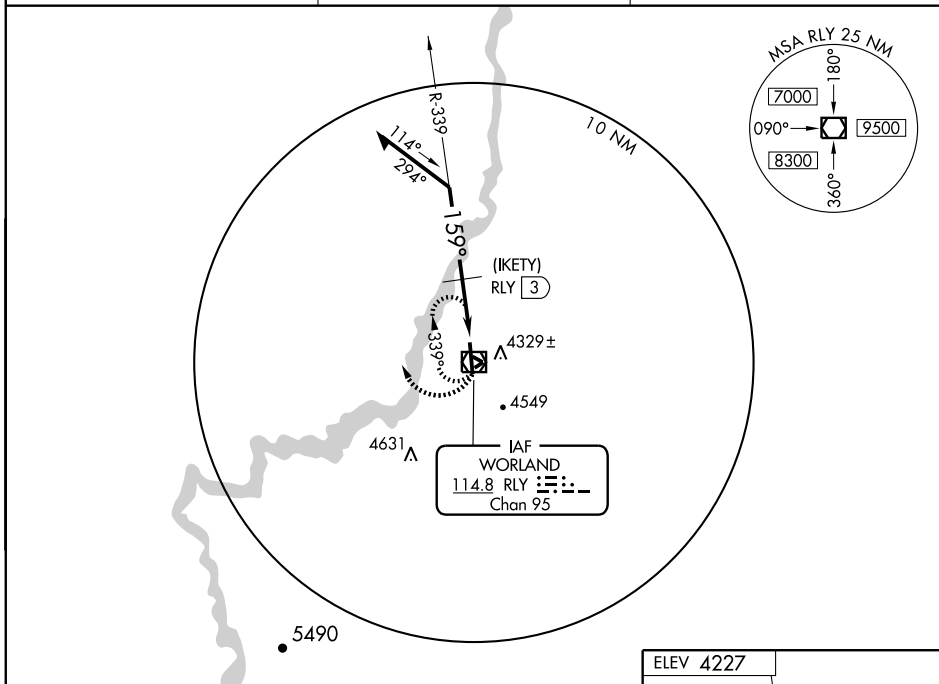 MSA RLY 25 NM
180°
7000
090°
9500
8300
360°
R-339
10 NM
114°
294°
159°
(IKETY)
RLY 3
339°
4329±
4549
4631
IAF
WORLAND
114.8 RLY
Chan 95
5490
ELEV 4227